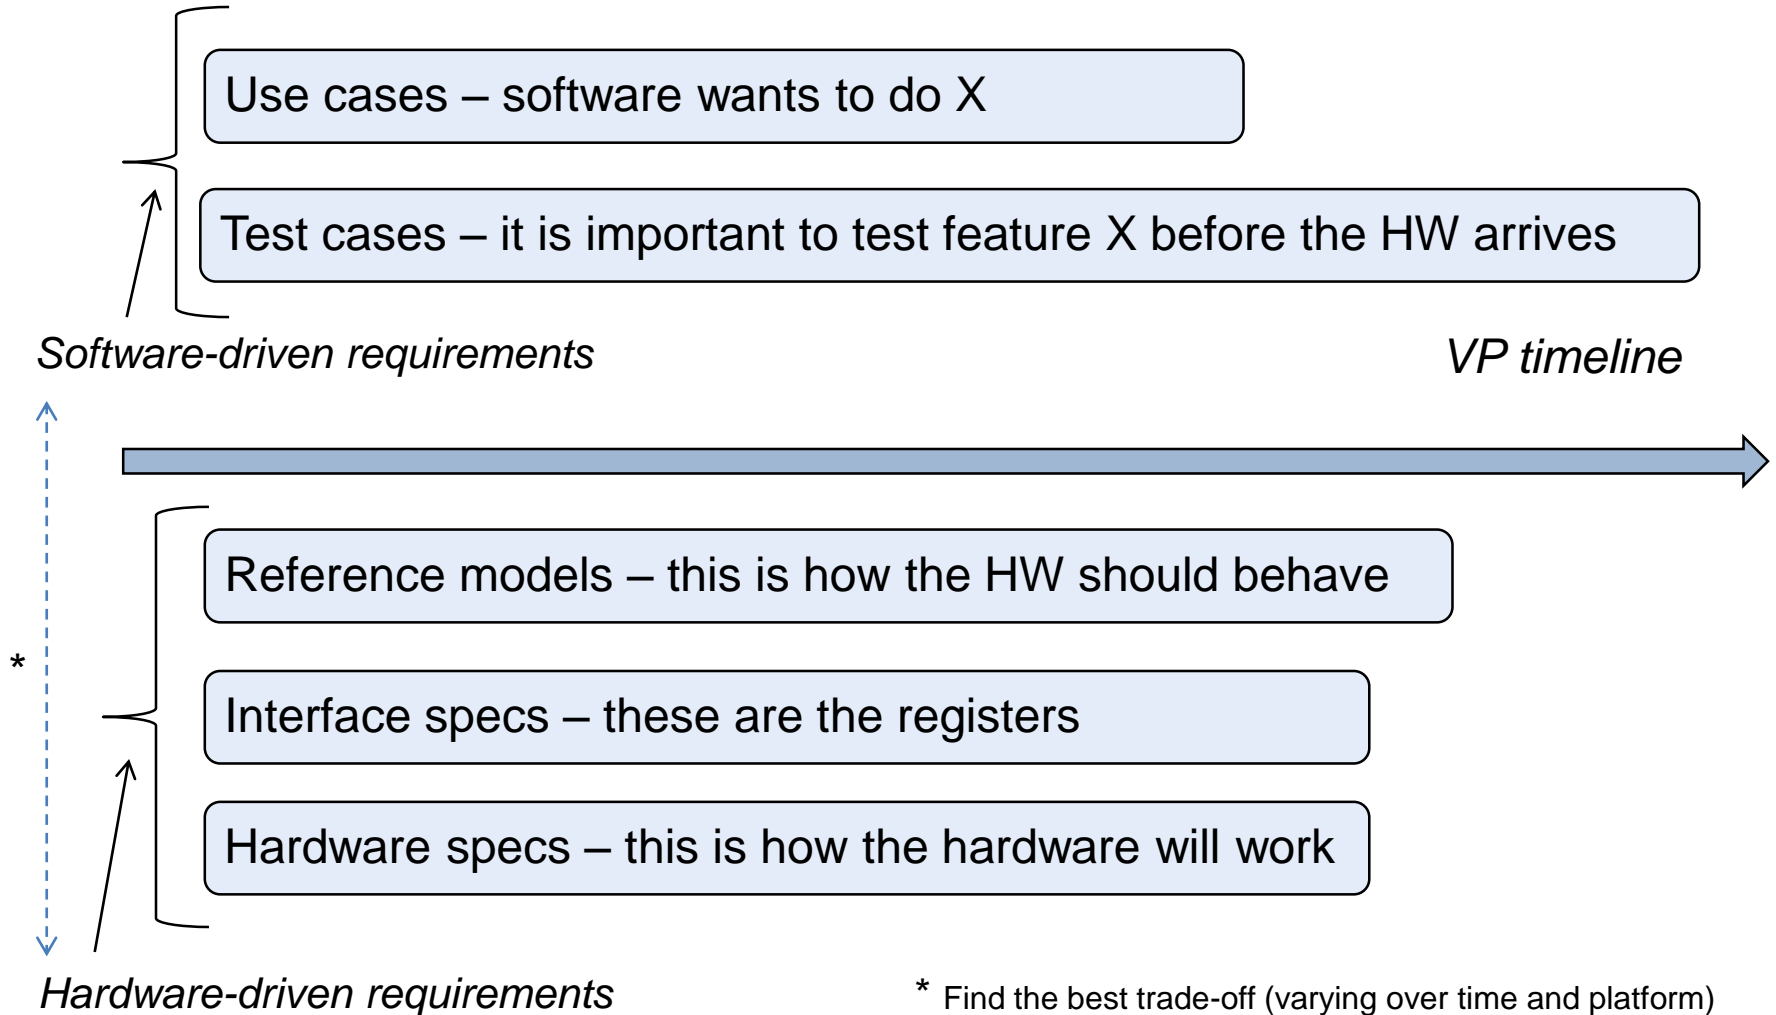 Use cases – software wants to do X
Test cases – it is important to test feature X before the HW arrives
Software-driven requirements
VP timeline
Reference models – this is how the HW should behave
*
Interface specs – these are the registers
Hardware specs – this is how the hardware will work
Hardware-driven requirements
* Find the best trade-off (varying over time and platform)